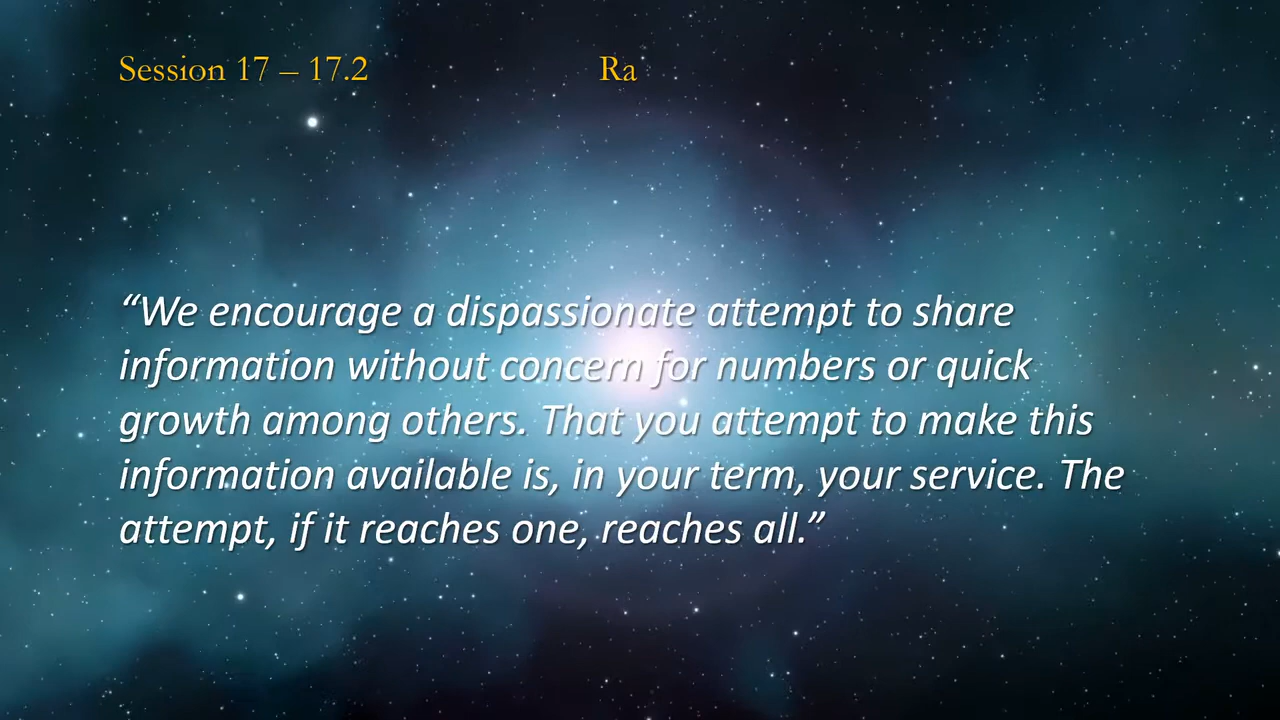 Session 17 – 17.2 Ra
“We encourage a dispassionate attempt to share
information without concern for numbers or quick
growth among others. That you attempt to make this
information available is, in your term, your service. The
attempt, if it reaches one, reaches all.”